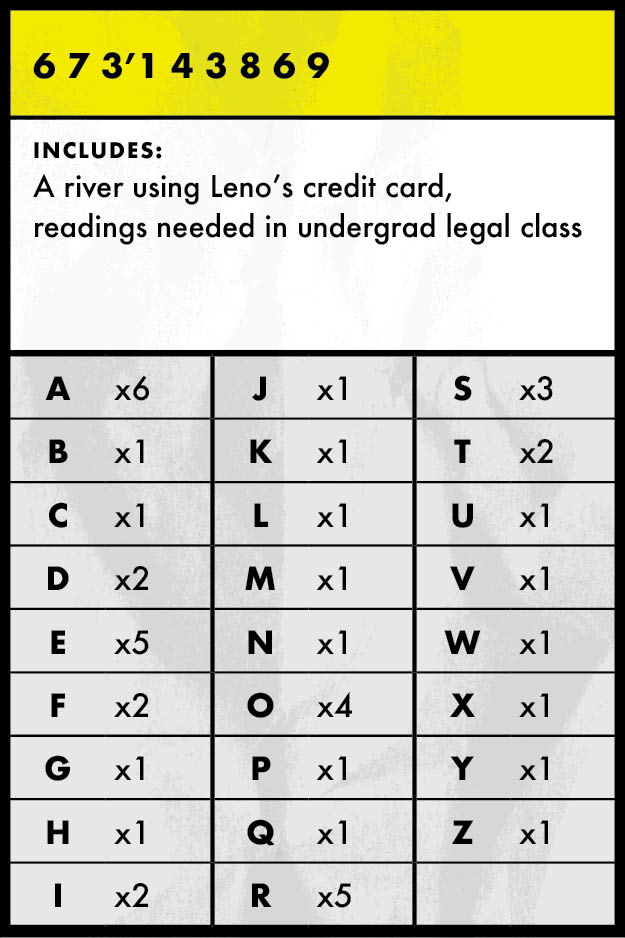 6 7 3’1 4 3 8 6 9
INCLUDES:
A river using Leno’s credit card,
readings needed in undergrad legal class
A x6 J x1 S x3
B x1 K x1 T x2
C x1 L x1 U x1
D x2 M x1 V x1
E x5 N x1 W x1
F x2 O x4 X x1
G x1 P x1 Y x1
H x1 Q x1 Z x1
I x2 R x5